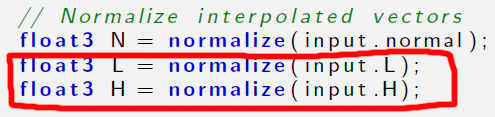 // Normalize interpolated vectors
float3 N = normalize(input.normal);
float3 L = normalize(input.L);
float3 H = normalize(input.H);